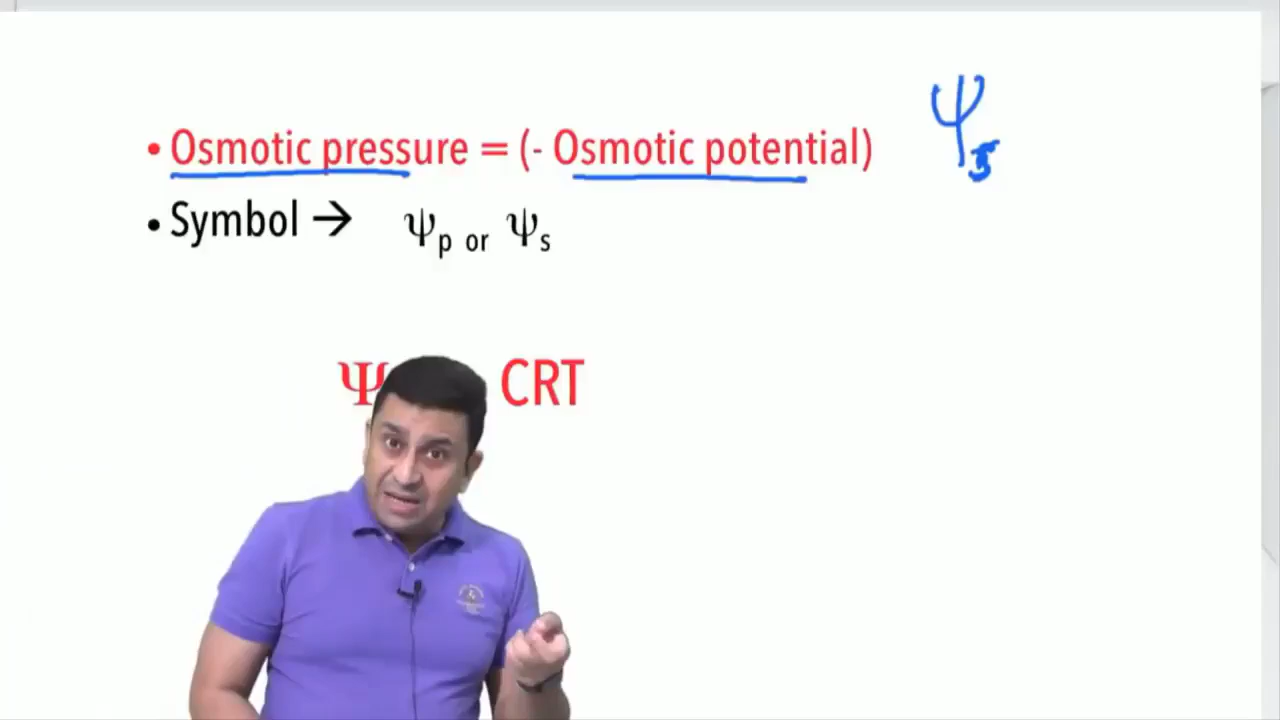 • Osmotic pressure = (- Osmotic potential)
ψs
• Symbol → ψp or ψs
Ψ CRT